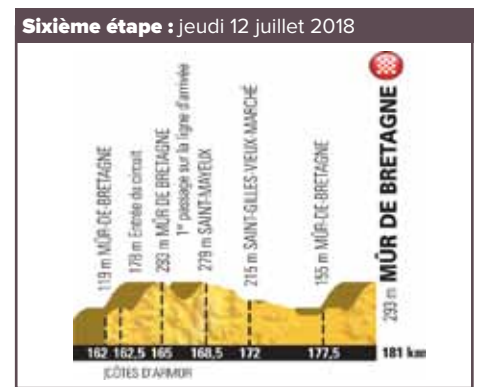 Sixième étape : jeudi 12 juillet 2018
119 m MÛR-DE-BRETAGNE
178 m Entrée du circuit
293 m MÛR DE BRETAGNE
1er passage sur la ligne d'arrivée
279 m SAINT-MAYEUX
215 m SAINT-GILLES-VIEUX-MARCHÉ
155 m MÛR-DE-BRETAGNE
293 m MÛR DE BRETAGNE
162 162,5 165 168,5 172 177,5 181 km
CÔTES D'ARMOR